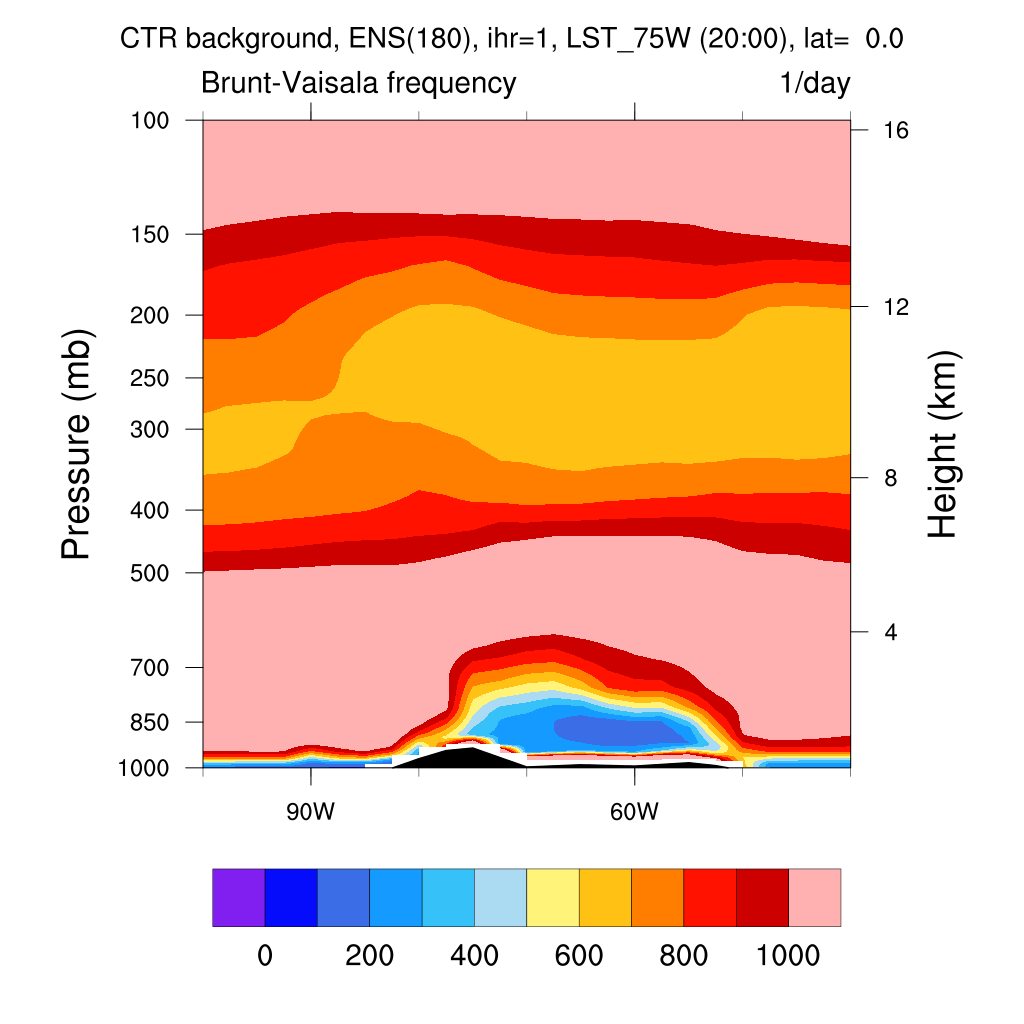 CTR background, ENS(180), ihr=1, LST_75W (20:00), lat= 0.0
Brunt-Vaisala frequency 1/day
100
150
200
250
300
400
500
700
850
1000
Pressure (mb)
16
12
8
4
Height (km)
90W 60W
0 200 400 600 800 1000